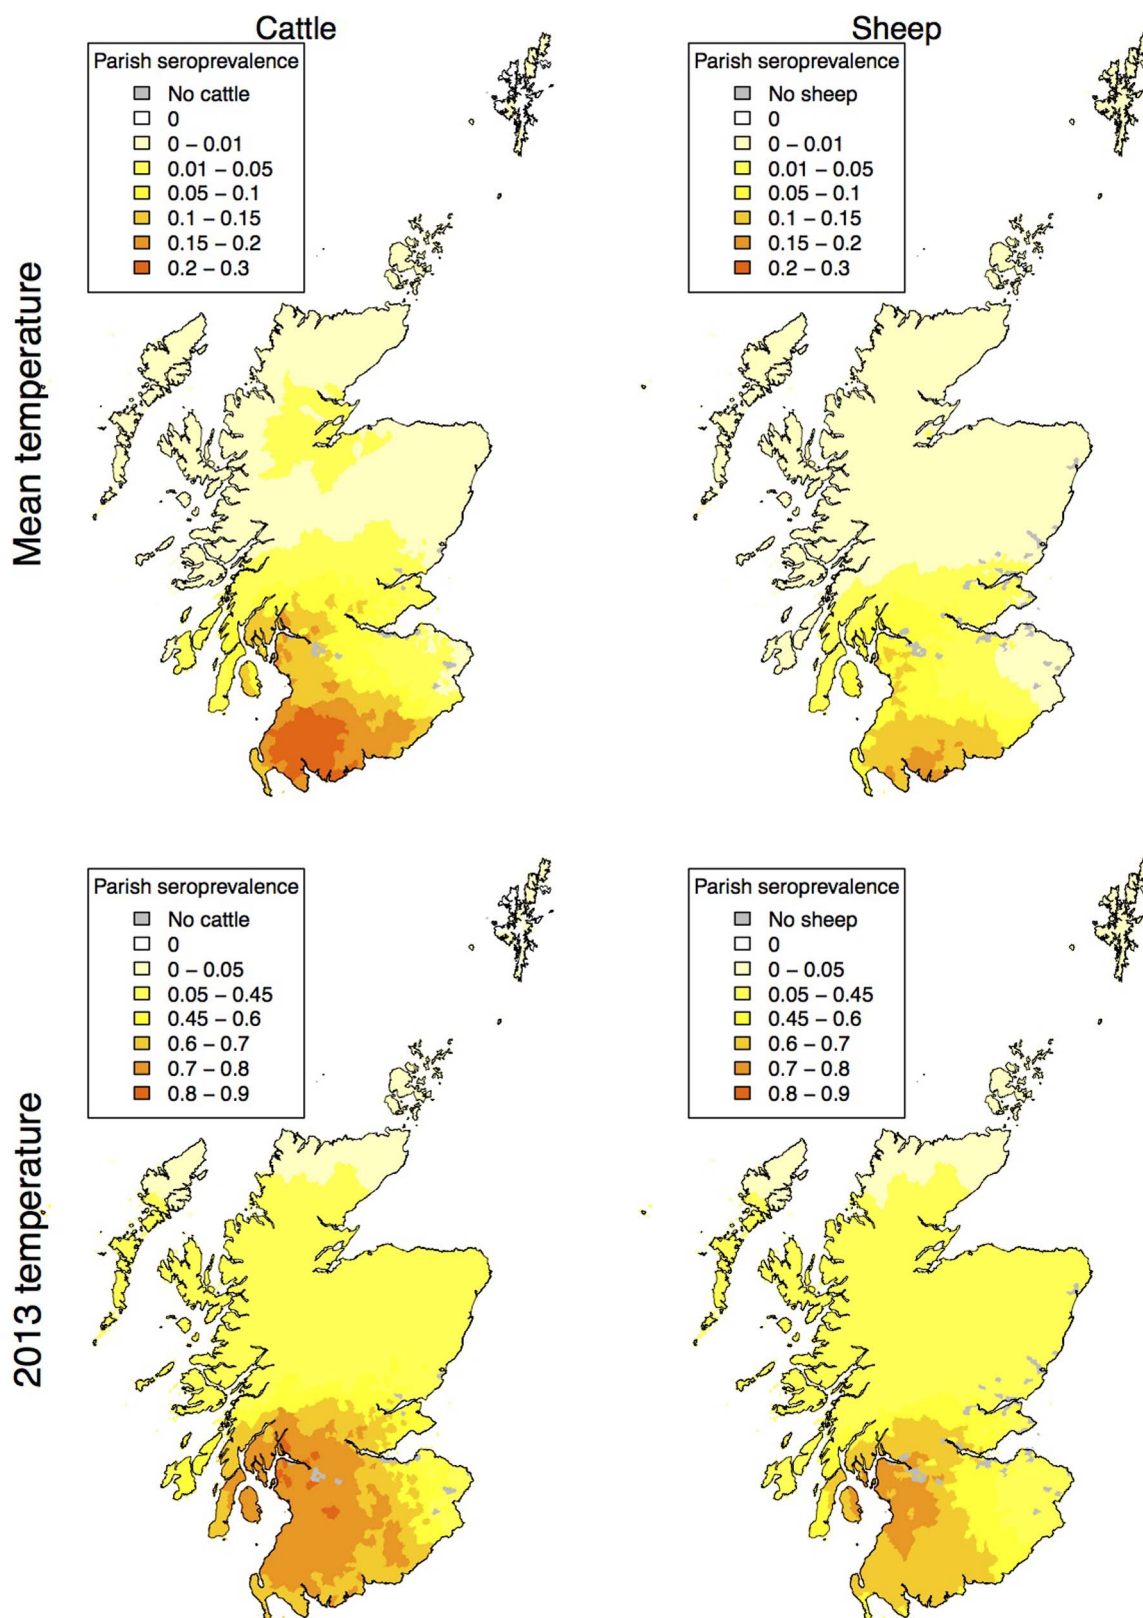 Cattle
Sheep
Mean temperature
Parish seroprevalence
No cattle
0
0 – 0.01
0.01 – 0.05
0.05 – 0.1
0.1 – 0.15
0.15 – 0.2
0.2 – 0.3
Parish seroprevalence
No sheep
0
0 – 0.01
0.01 – 0.05
0.05 – 0.1
0.1 – 0.15
0.15 – 0.2
0.2 – 0.3
2013 temperature
Parish seroprevalence
No cattle
0
0 – 0.05
0.05 – 0.45
0.45 – 0.6
0.6 – 0.7
0.7 – 0.8
0.8 – 0.9
Parish seroprevalence
No sheep
0
0 – 0.05
0.05 – 0.45
0.45 – 0.6
0.6 – 0.7
0.7 – 0.8
0.8 – 0.9